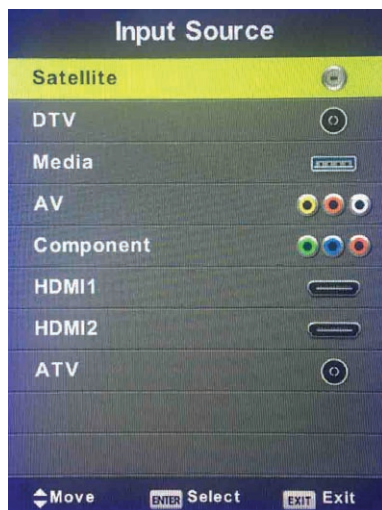 Input Source
Satellite
DTV
Media
AV
Component
HDMI1
HDMI2
ATV
Move ENTER Select EXIT Exit